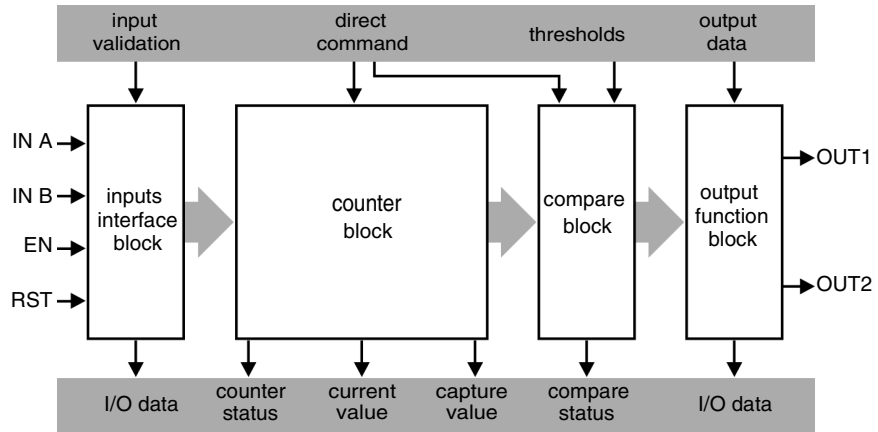 input
validation
direct
command
thresholds
output
data
IN A
IN B
EN
RST
inputs
interface
block
counter
block
compare
block
output
function
block
OUT1
OUT2
I/O data
counter
status
current
value
capture
value
compare
status
I/O data